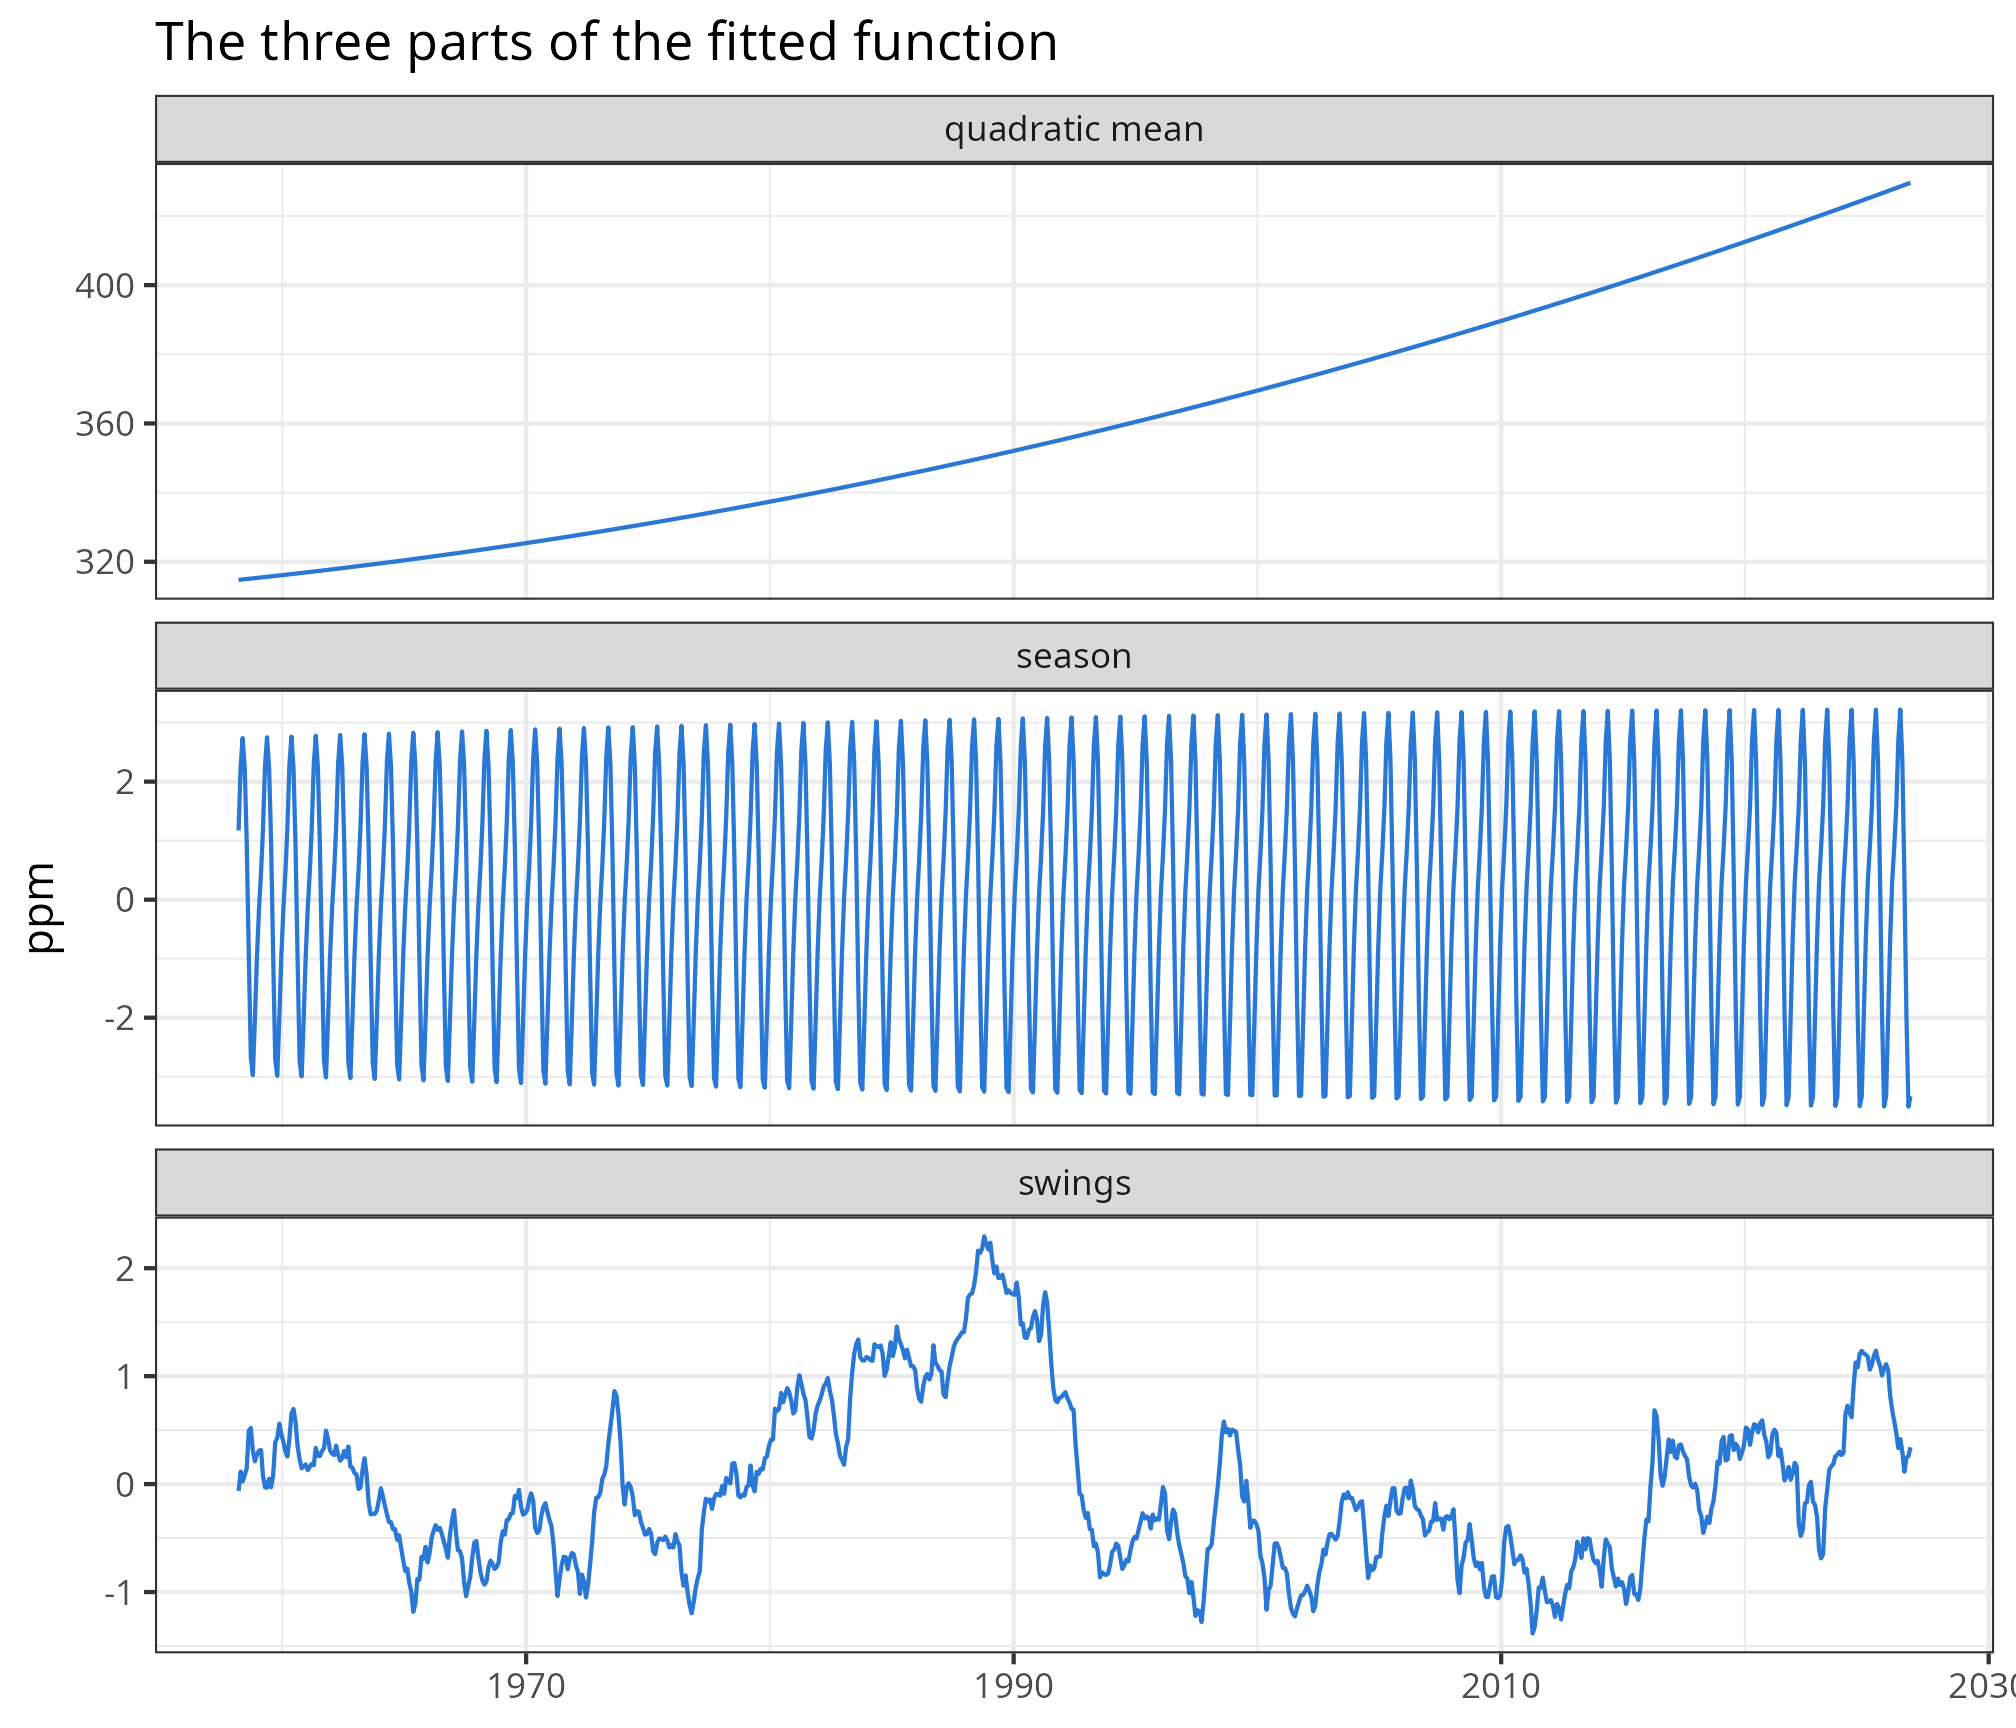 The three parts of the fitted function
quadratic mean
400
360
320
season
2
0
-2
ppm
swings
2
1
0
-1
1970 1990 2010 203